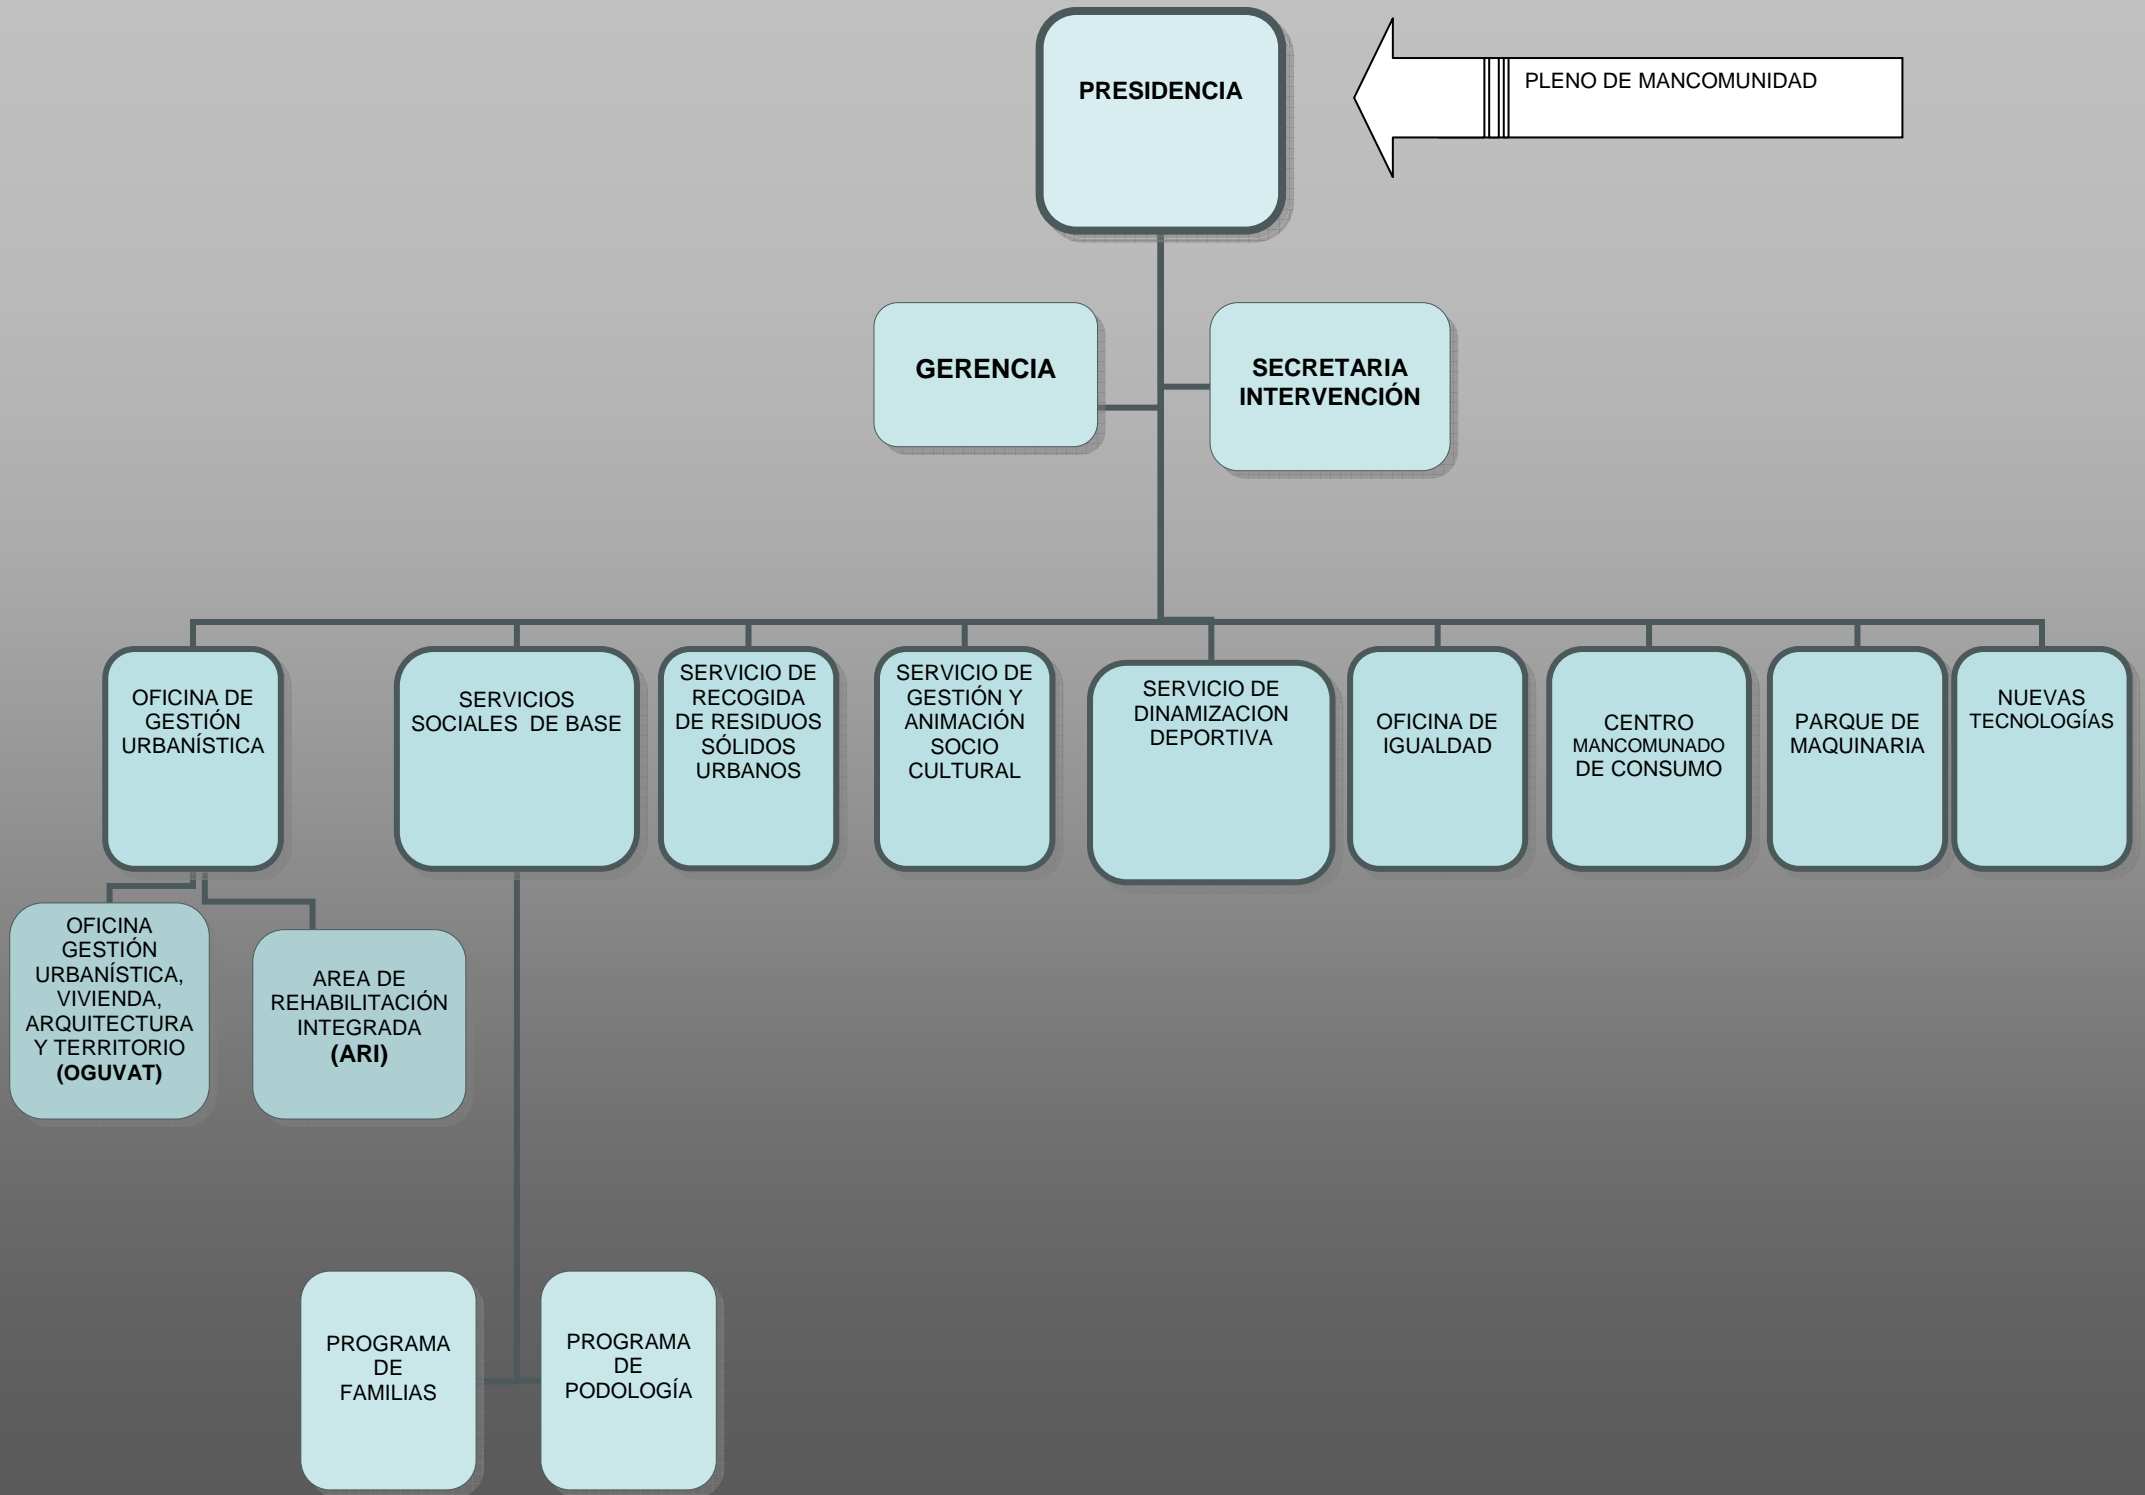 PRESIDENCIA
PLENO DE MANCOMUNIDAD
GERENCIA
SECRETARIA
INTERVENCIÓN
OFICINA DE
GESTIÓN
URBANÍSTICA
SERVICIOS
SOCIALES DE BASE
SERVICIO DE
RECOGIDA
DE RESIDUOS
SÓLIDOS
URBANOS
SERVICIO DE
GESTIÓN Y
ANIMACIÓN
SOCIO
CULTURAL
SERVICIO DE
DINAMIZACION
DEPORTIVA
OFICINA DE
IGUALDAD
CENTRO
MANCOMUNADO
DE CONSUMO
PARQUE DE
MAQUINARIA
NUEVAS
TECNOLOGÍAS
OFICINA
GESTIÓN
URBANÍSTICA,
VIVIENDA,
ARQUITECTURA
Y TERRITORIO
(OGUVAT)
AREA DE
REHABILITACIÓN
INTEGRADA
(ARI)
PROGRAMA
DE
FAMILIAS
PROGRAMA
DE
PODOLOGÍA